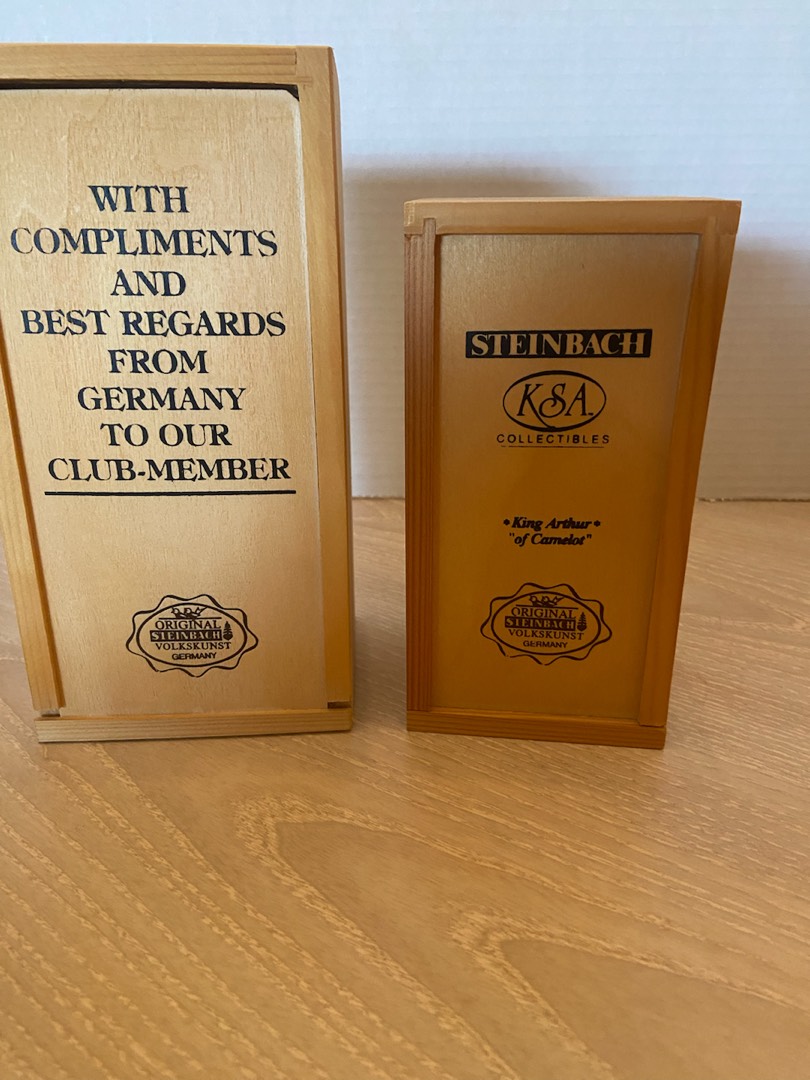 WITH
COMPLIMENTS
AND
BEST REGARDS
FROM
GERMANY
TO OUR
CLUB-MEMBER
ORIGINAL
STEINBACH
VOLKSKUNST
GERMANY
STEINBACH
KSA
COLLECTIBLES
• King Arthur •
"of Camelot"
ORIGINAL
STEINBACH
VOLKSKUNST
GERMANY